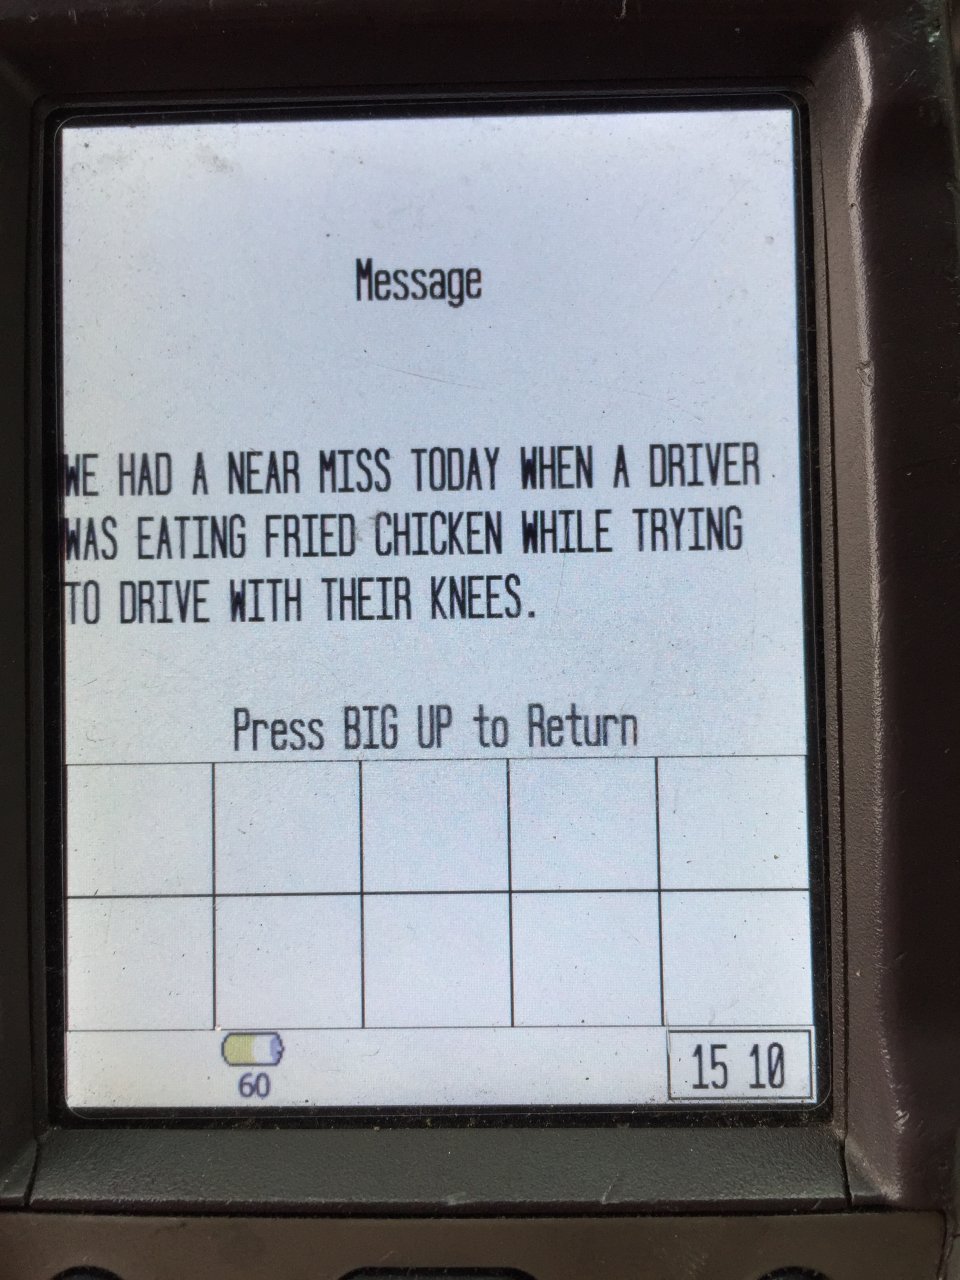 Message
WE HAD A NEAR MISS TODAY WHEN A DRIVER
WAS EATING FRIED CHICKEN WHILE TRYING
TO DRIVE WITH THEIR KNEES.
Press BIG UP to Return
60
15 10